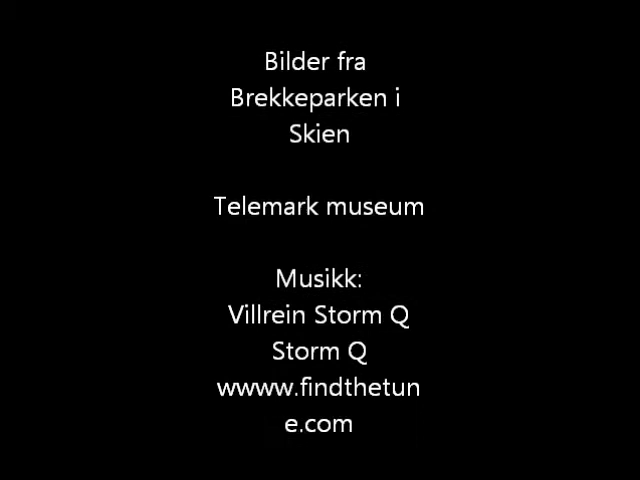 Bilder fra
Brekkeparken i
Skien
Telemark museum
Musikk:
Villrein Storm Q
Storm Q
wwww.findthetun
e.com